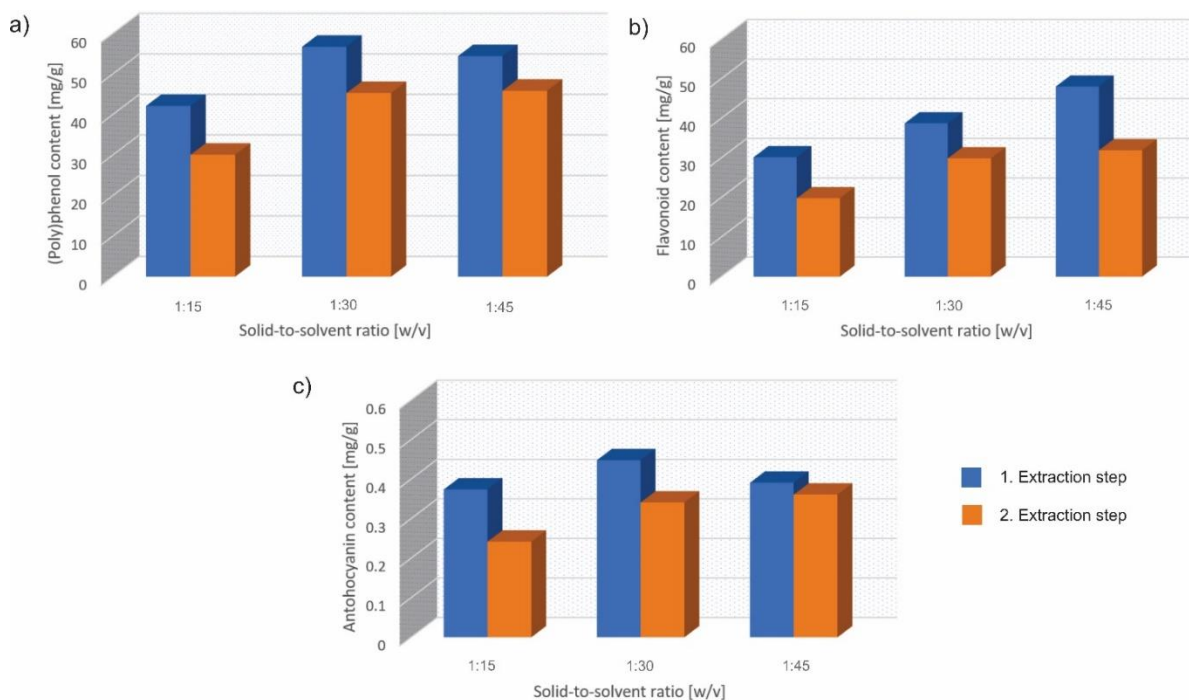 a)
60
50
40
30
20
10
0
(Poly)phenol content [mg/g]
1:15 1:30 1:45
Solid-to-solvent ratio [w/v]
b)
60
50
40
30
20
10
0
Flavonoid content [mg/g]
1:15 1:30 1:45
Solid-to-solvent ratio [w/v]
c)
0.6
0.5
0.4
0.3
0.2
0.1
0
Antohocyanin content [mg/g]
1:15 1:30 1:45
Solid-to-solvent ratio [w/v]
1. Extraction step
2. Extraction step